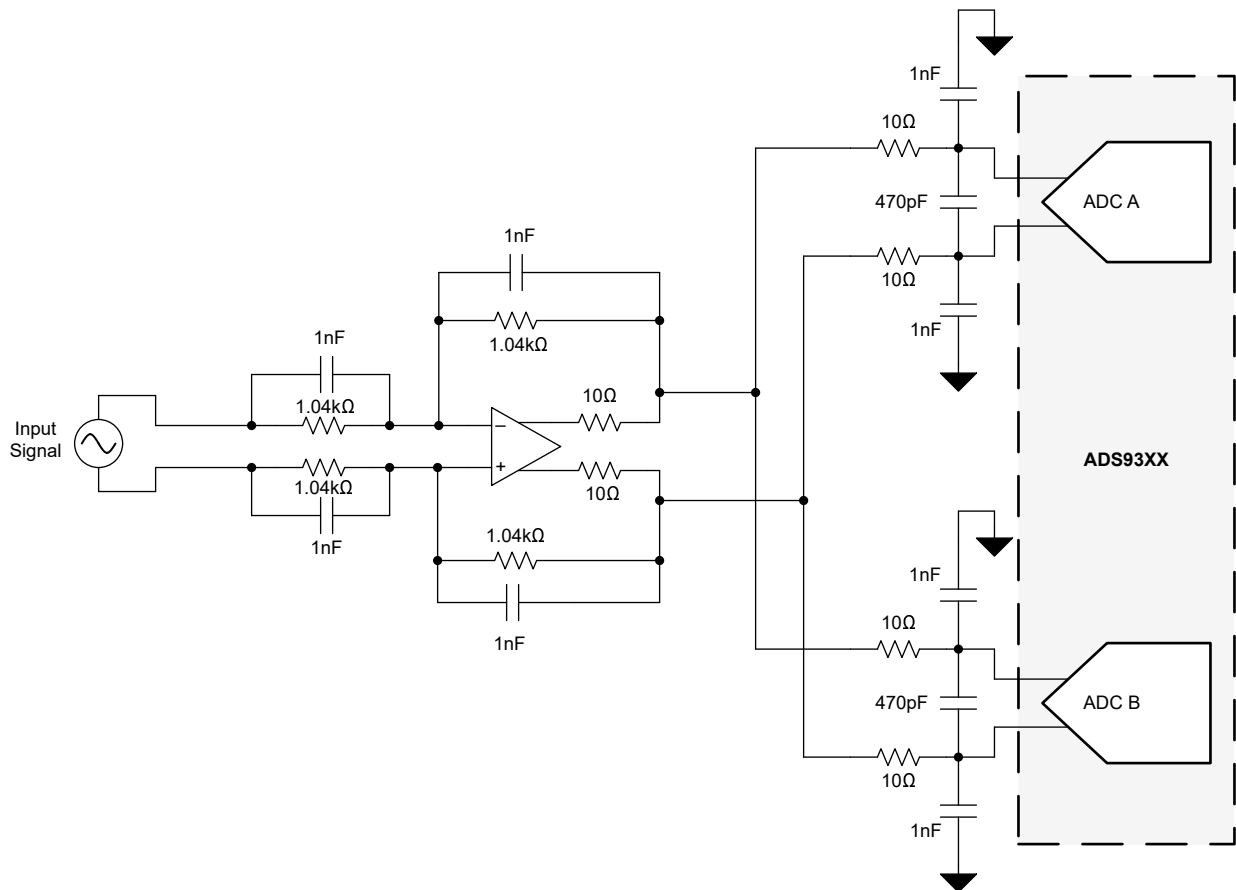 1nF
10Ω
ADC A
470pF
10Ω
1nF
1nF
1.04kΩ
1nF
1.04kΩ
10Ω
Input
Signal
−
+
1.04kΩ
10Ω
1nF
1.04kΩ
1nF
ADS93XX
1nF
10Ω
ADC B
470pF
10Ω
1nF